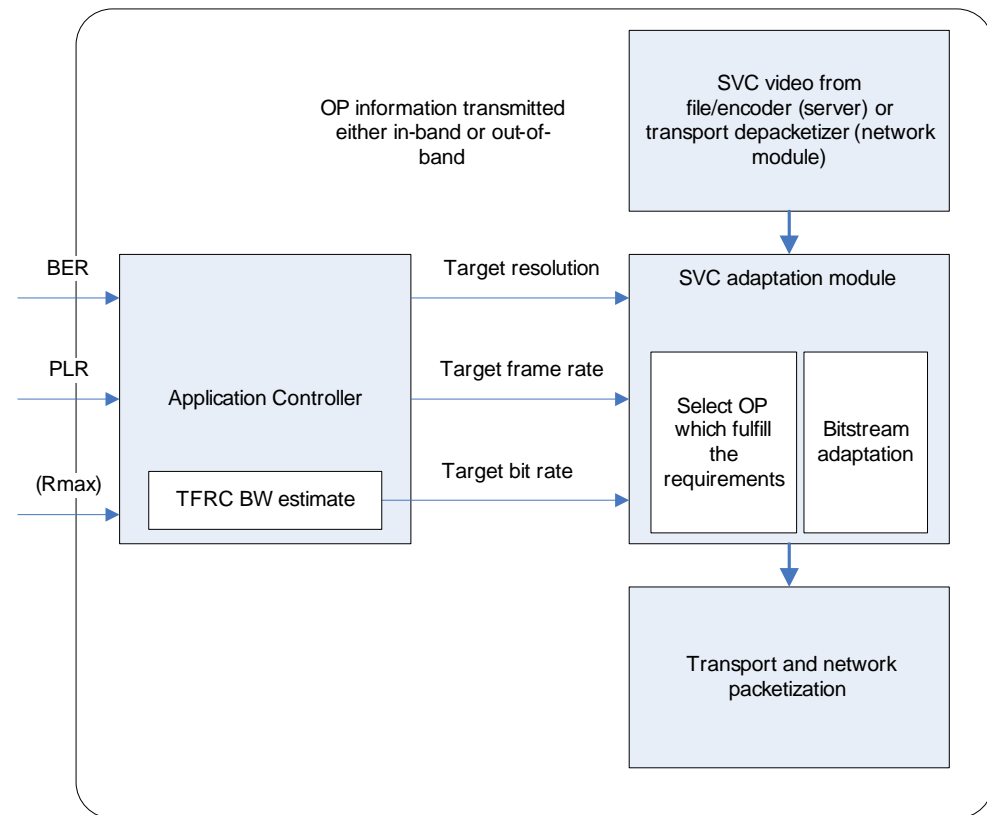 SVC video from
file/encoder (server) or
transport depacketizer (network
module)
OP information transmitted
either in-band or out-of-
band
BER
Target resolution
SVC adaptation module
PLR
Target frame rate
Application Controller
Select OP
which fulfill
the
requirements
Bitstream
adaptation
(Rmax)
Target bit rate
TFRC BW estimate
Transport and network
packetization